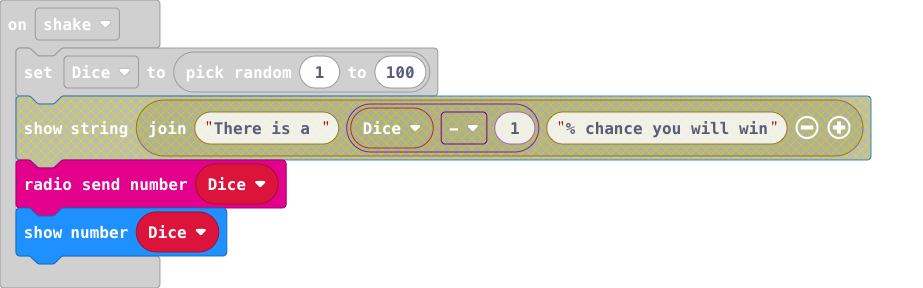 on shake
set Dice to pick random 1 to 100
show string join "There is a " Dice - 1 "% chance you will win"
radio send number Dice
show number Dice